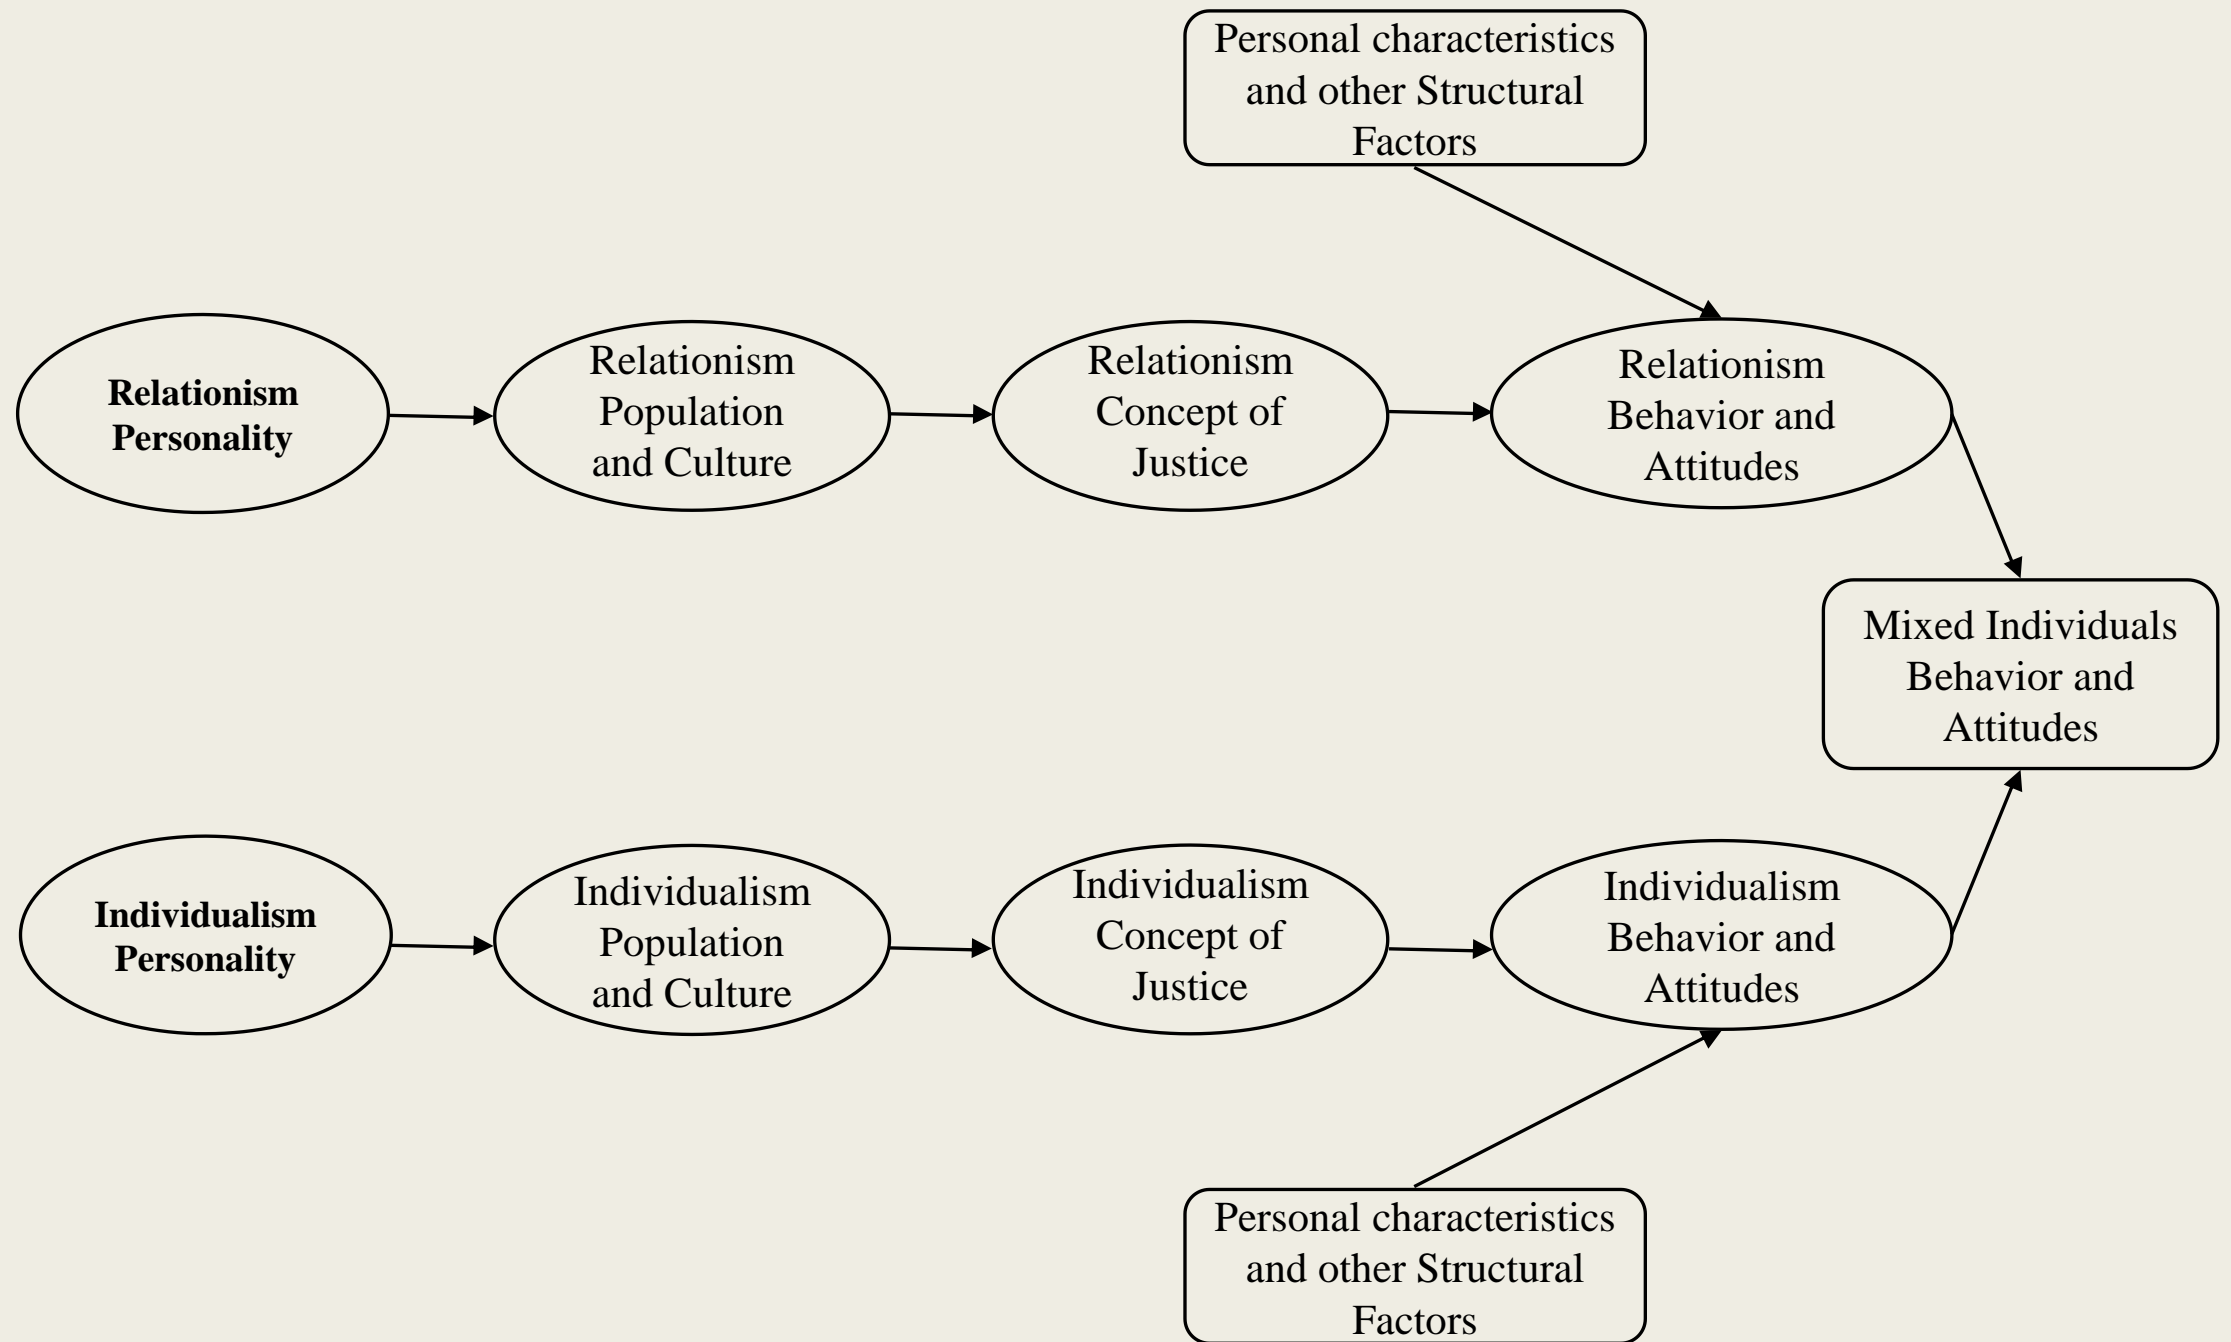 Personal characteristics
and other Structural
Factors
Relationism
Personality
Relationism
Population
and Culture
Relationism
Concept of
Justice
Relationism
Behavior and
Attitudes
Mixed Individuals
Behavior and
Attitudes
Individualism
Personality
Individualism
Population
and Culture
Individualism
Concept of
Justice
Individualism
Behavior and
Attitudes
Personal characteristics
and other Structural
Factors